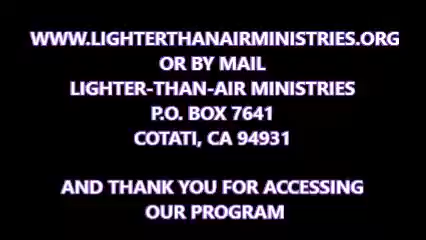 WWW.LIGHTERTHANAIRMINISTRIES.ORG
OR BY MAIL
LIGHTER-THAN-AIR MINISTRIES
P.O. BOX 7641
COTATI, CA 94931
AND THANK YOU FOR ACCESSING
OUR PROGRAM